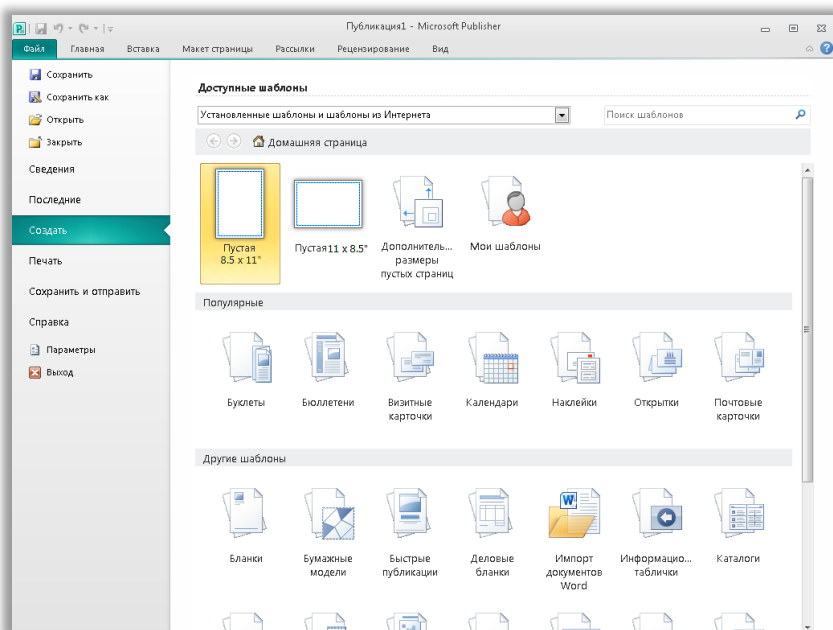 Публикация1 - Microsoft Publisher
Файл Главная Вставка Макет страницы Рассылки Рецензирование Вид
Сохранить
Сохранить как
Открыть
Закрыть
Сведения
Последние
Создать
Печать
Сохранить и отправить
Справка
Параметры
Выход
Доступные шаблоны
Установленные шаблоны и шаблоны из Интернета
Поиск шаблонов
Домашняя страница
Пустая
8.5 x 11"
Пустая 11 x 8.5"
Дополнитель...
размеры
пустых страниц
Мои шаблоны
Популярные
Буклеты
Бюллетени
Визитные
карточки
Календари
Наклейки
Открытки
Почтовые
карточки
Другие шаблоны
Бланки
Бумажные
модели
Быстрые
публикации
Деловые
бланки
Импорт
документов
Word
Информацио...
таблички
Каталоги